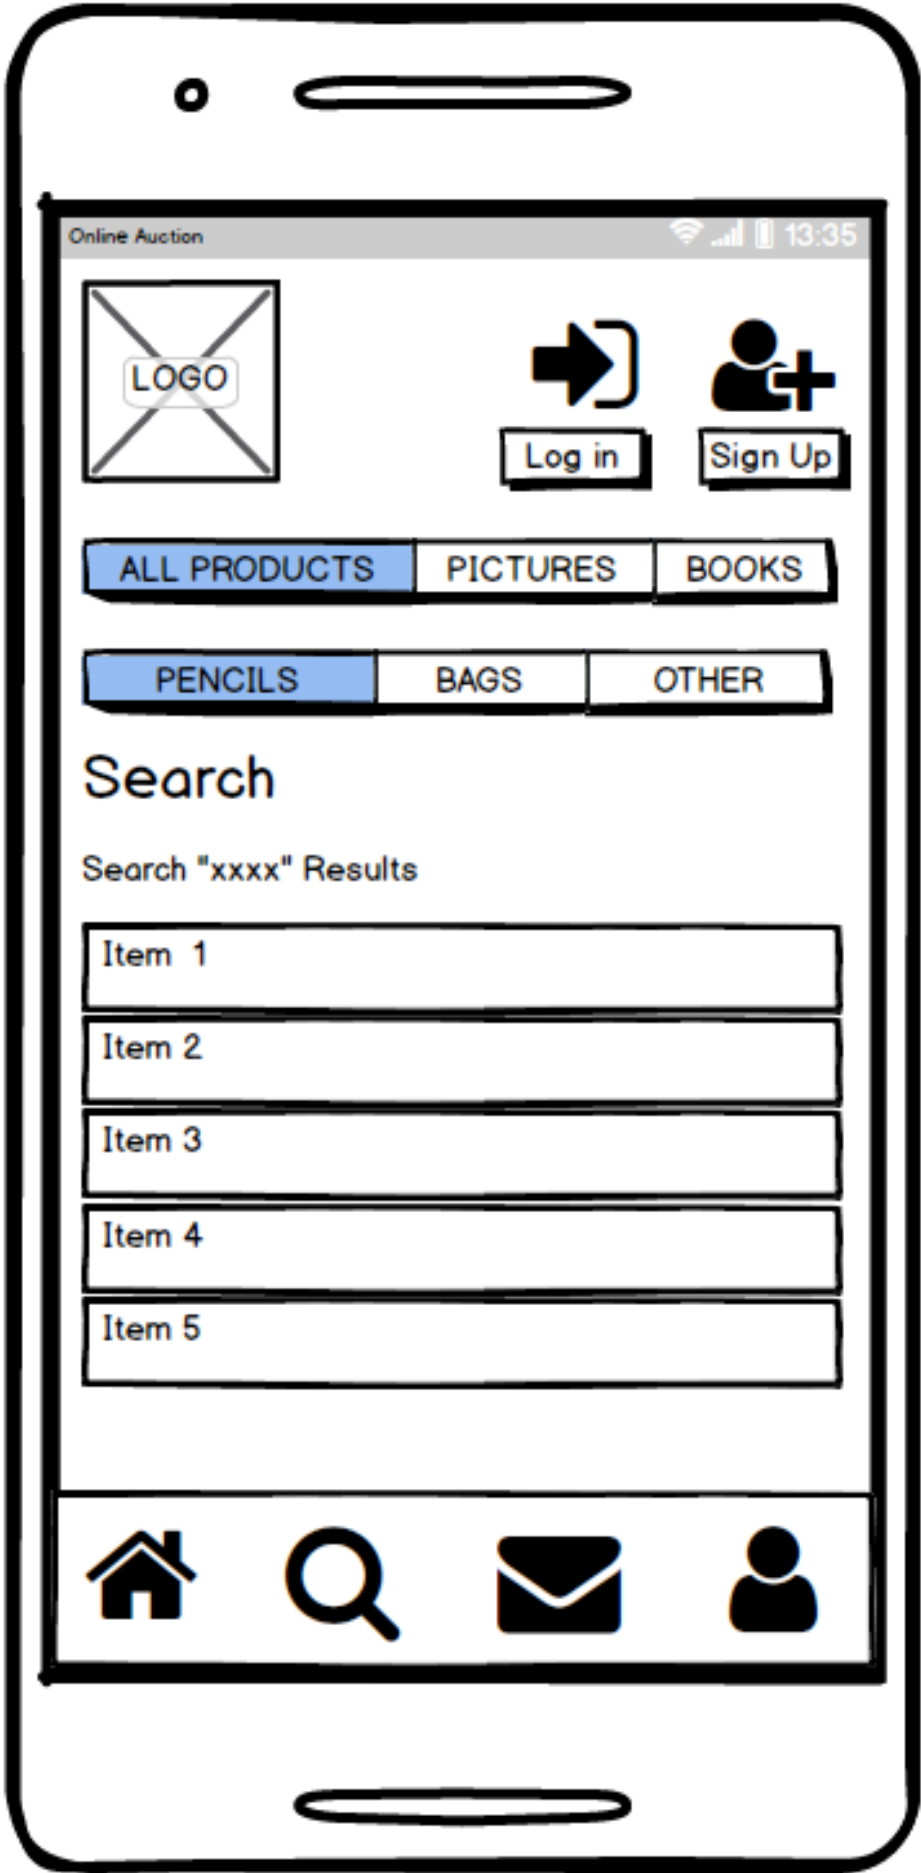 Online Auction 13:35
LOGO
Log in Sign Up
ALL PRODUCTS PICTURES BOOKS
PENCILS BAGS OTHER
Search
Search "xxxx" Results
Item 1
Item 2
Item 3
Item 4
Item 5